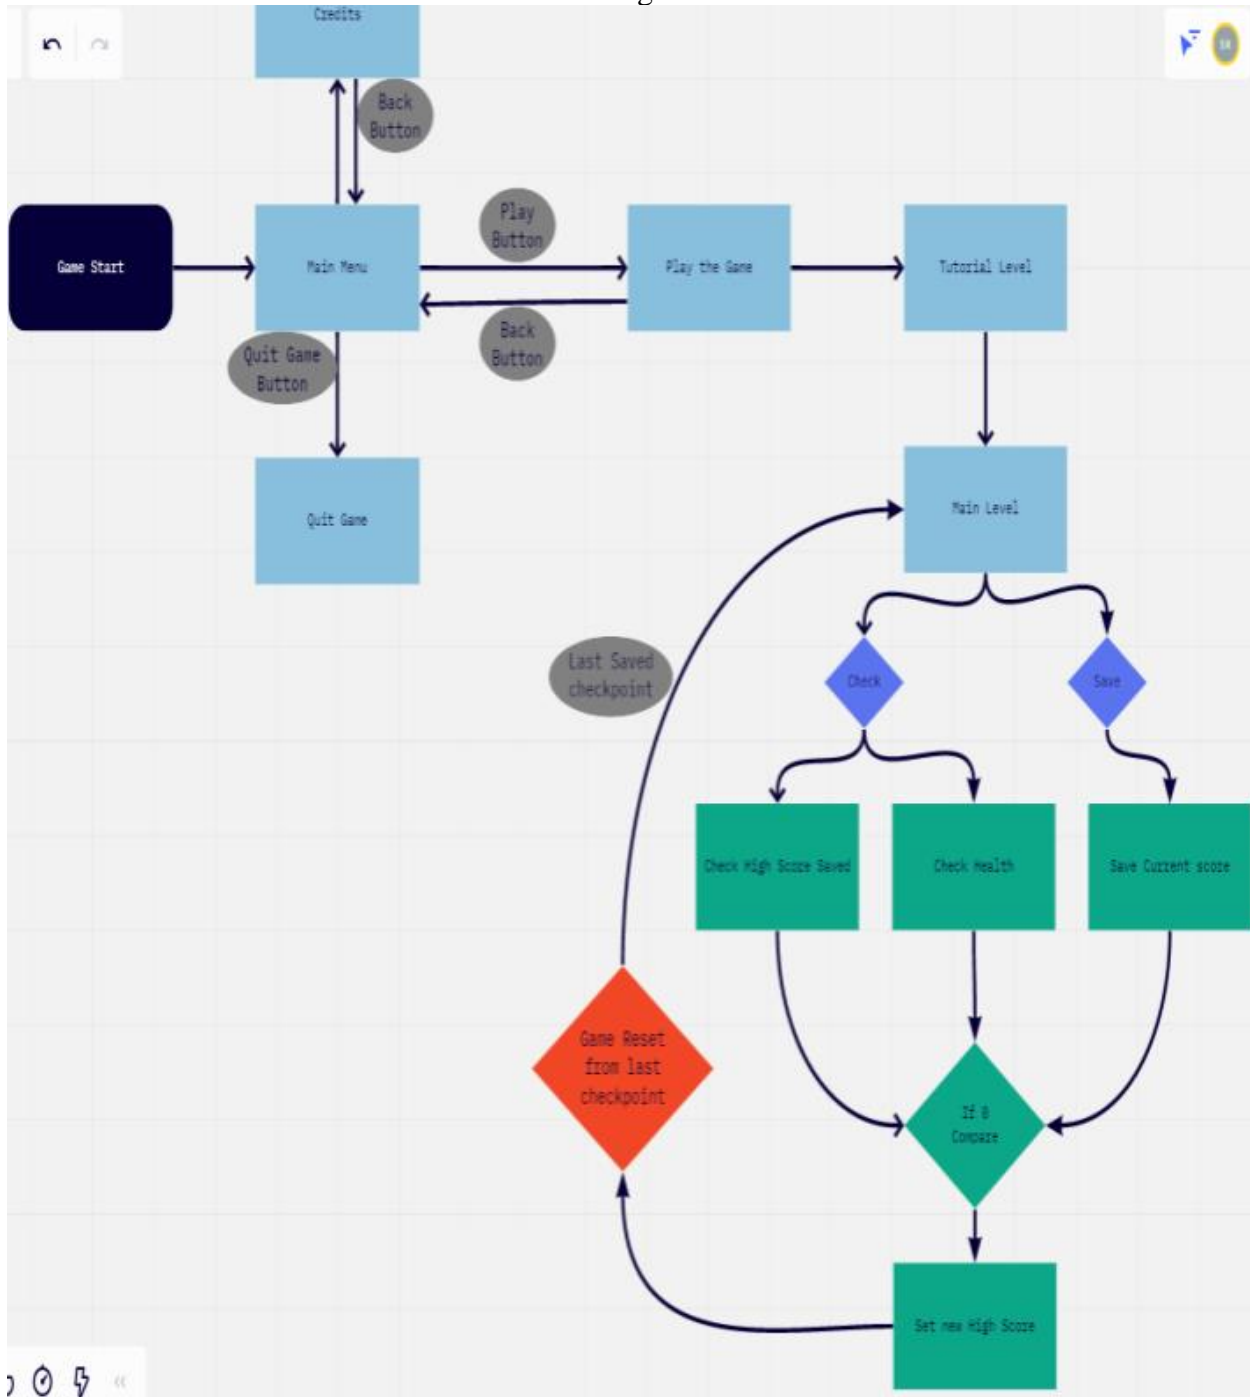 Credits
Back
Button
Play
Button
Game Start
Main Menu
Play the Game
Tutorial Level
Back
Button
Quit Game
Button
Quit Game
Main Level
Last Saved
checkpoint
Check
Save
Check High Score Saved
Check Health
Save Current score
Game Reset
from last
checkpoint
If 0
Compare
Set new High Score